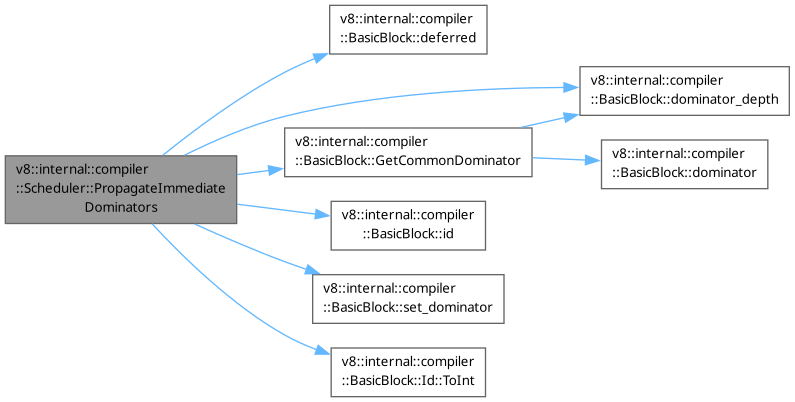 v8::internal::compiler
::Scheduler::PropagateImmediate
Dominators
v8::internal::compiler
::BasicBlock::deferred
v8::internal::compiler
::BasicBlock::dominator_depth
v8::internal::compiler
::BasicBlock::GetCommonDominator
v8::internal::compiler
::BasicBlock::dominator
v8::internal::compiler
::BasicBlock::id
v8::internal::compiler
::BasicBlock::set_dominator
v8::internal::compiler
::BasicBlock::Id::ToInt